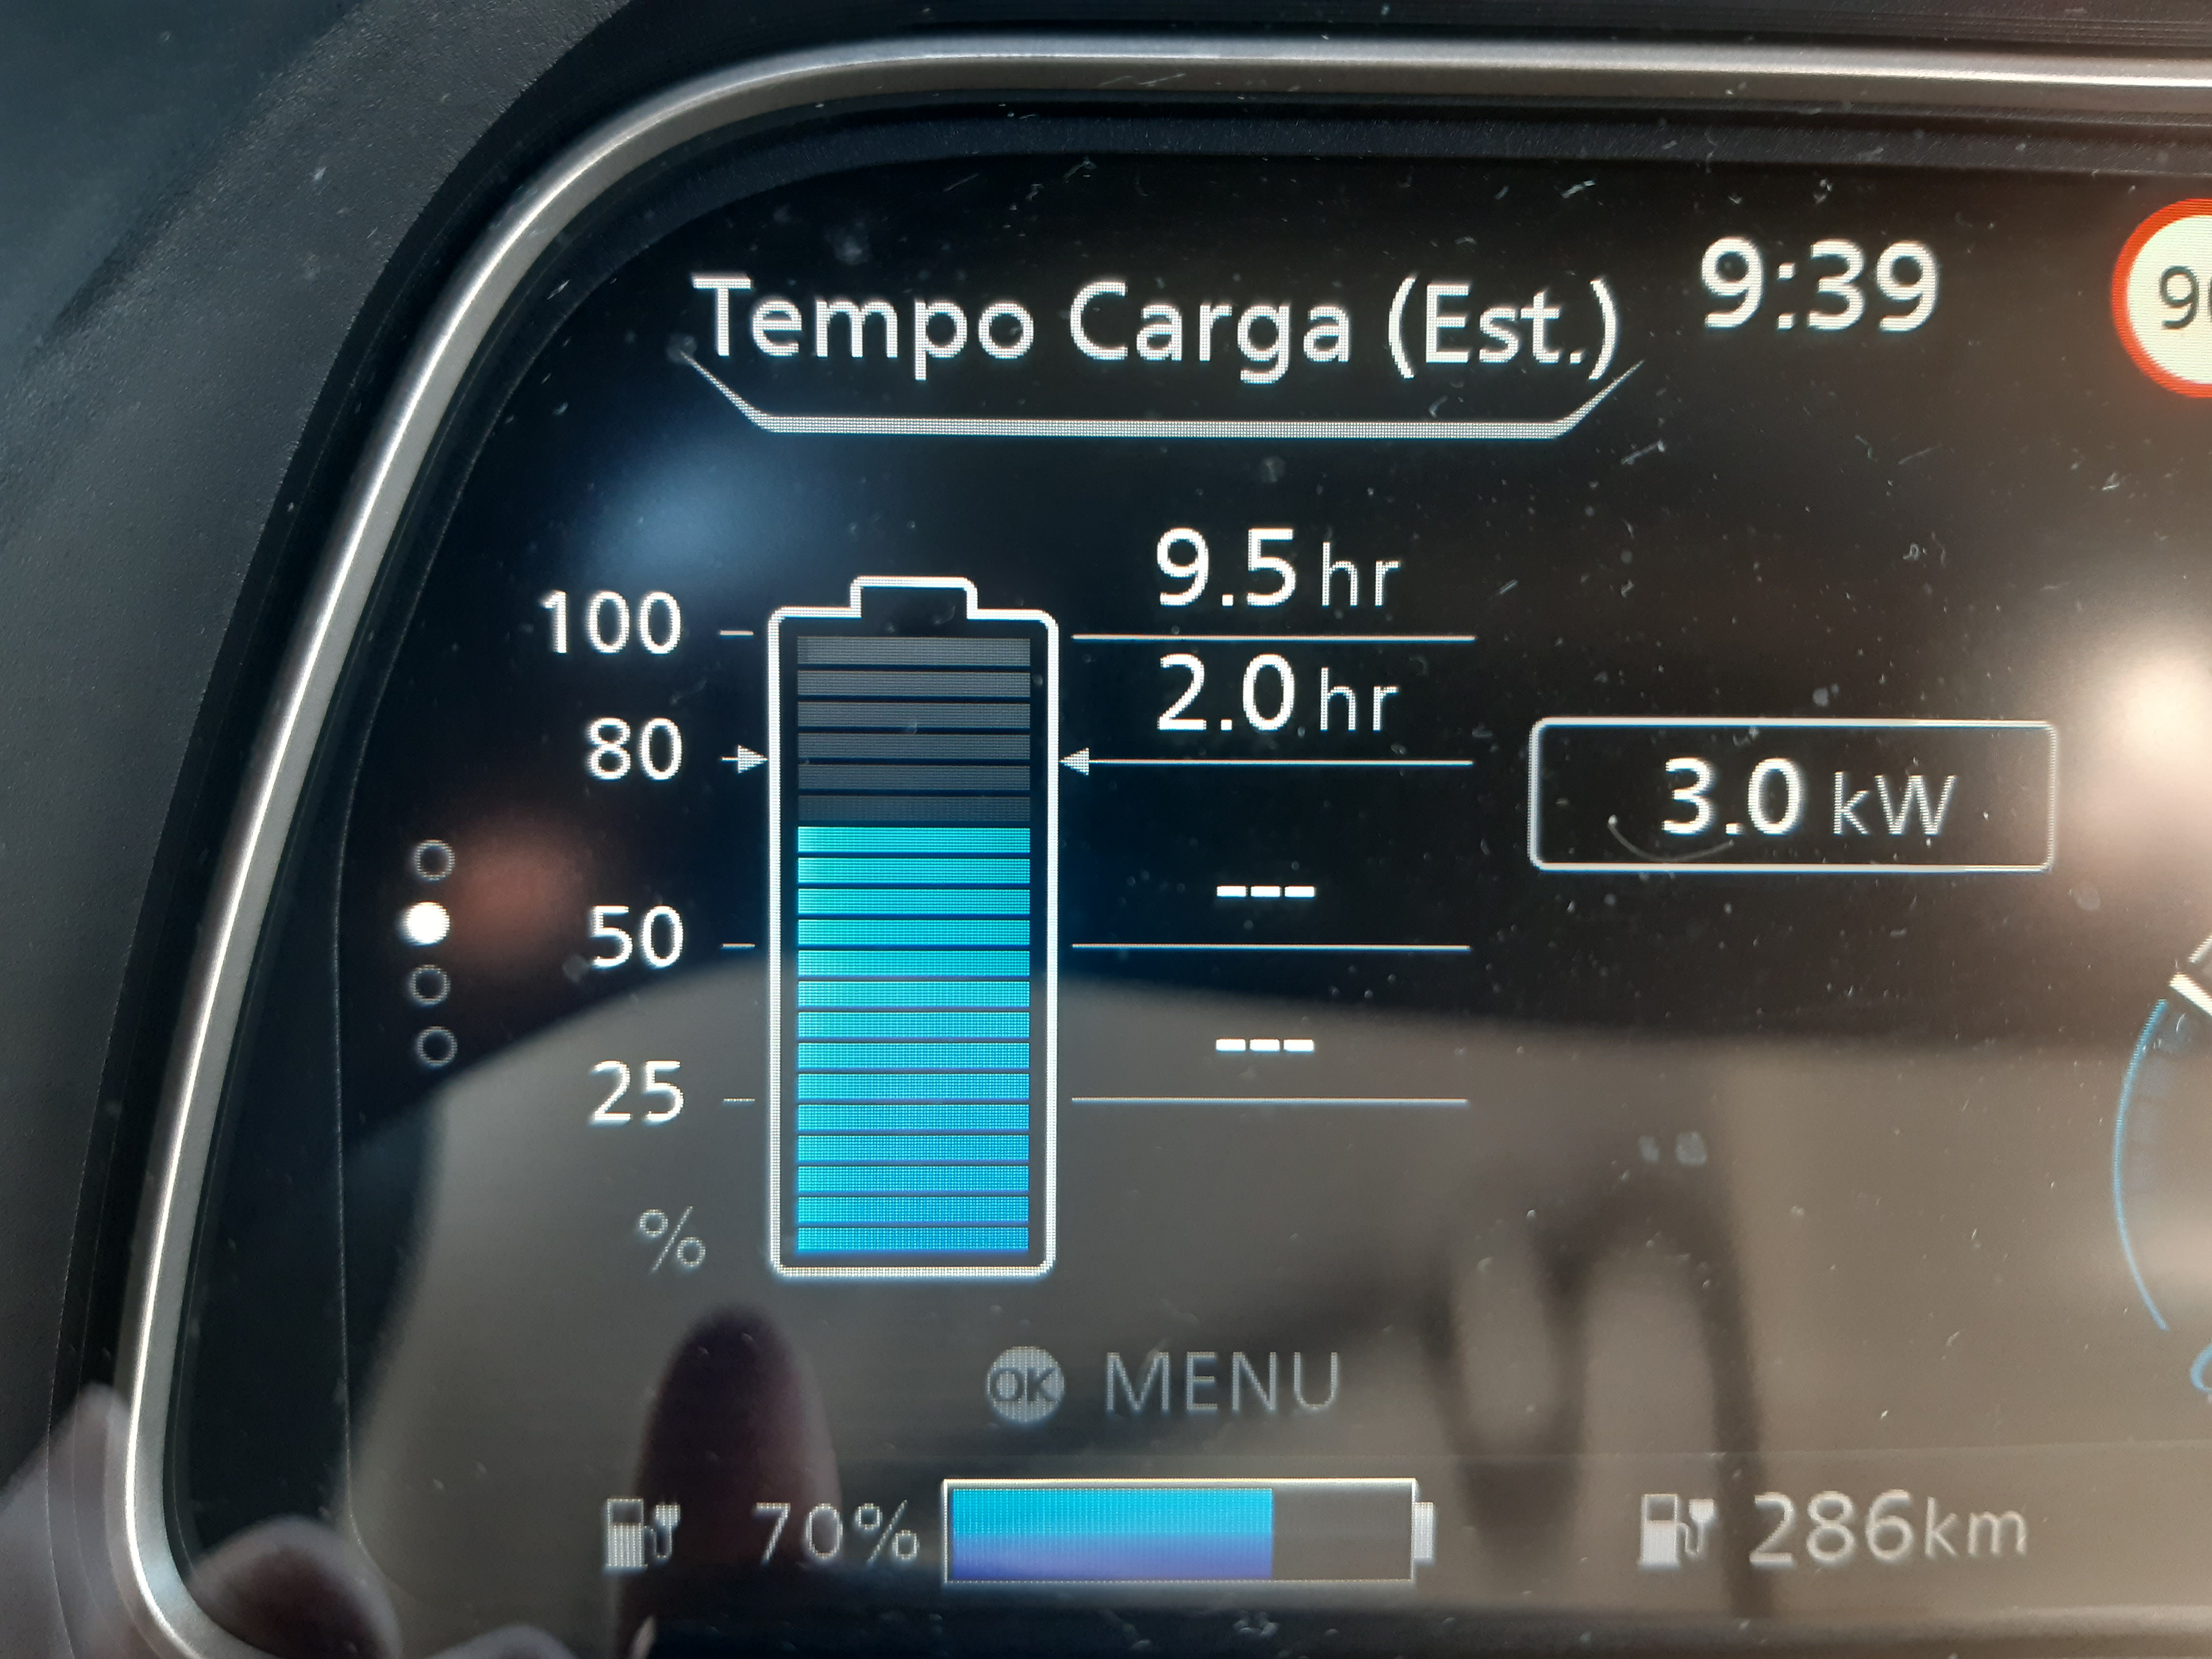 Tempo Carga (Est.) 9:39
9.5 hr
100
2.0 hr
80
3.0 kW
---
50
---
25
%
OK MENU
70% 286km